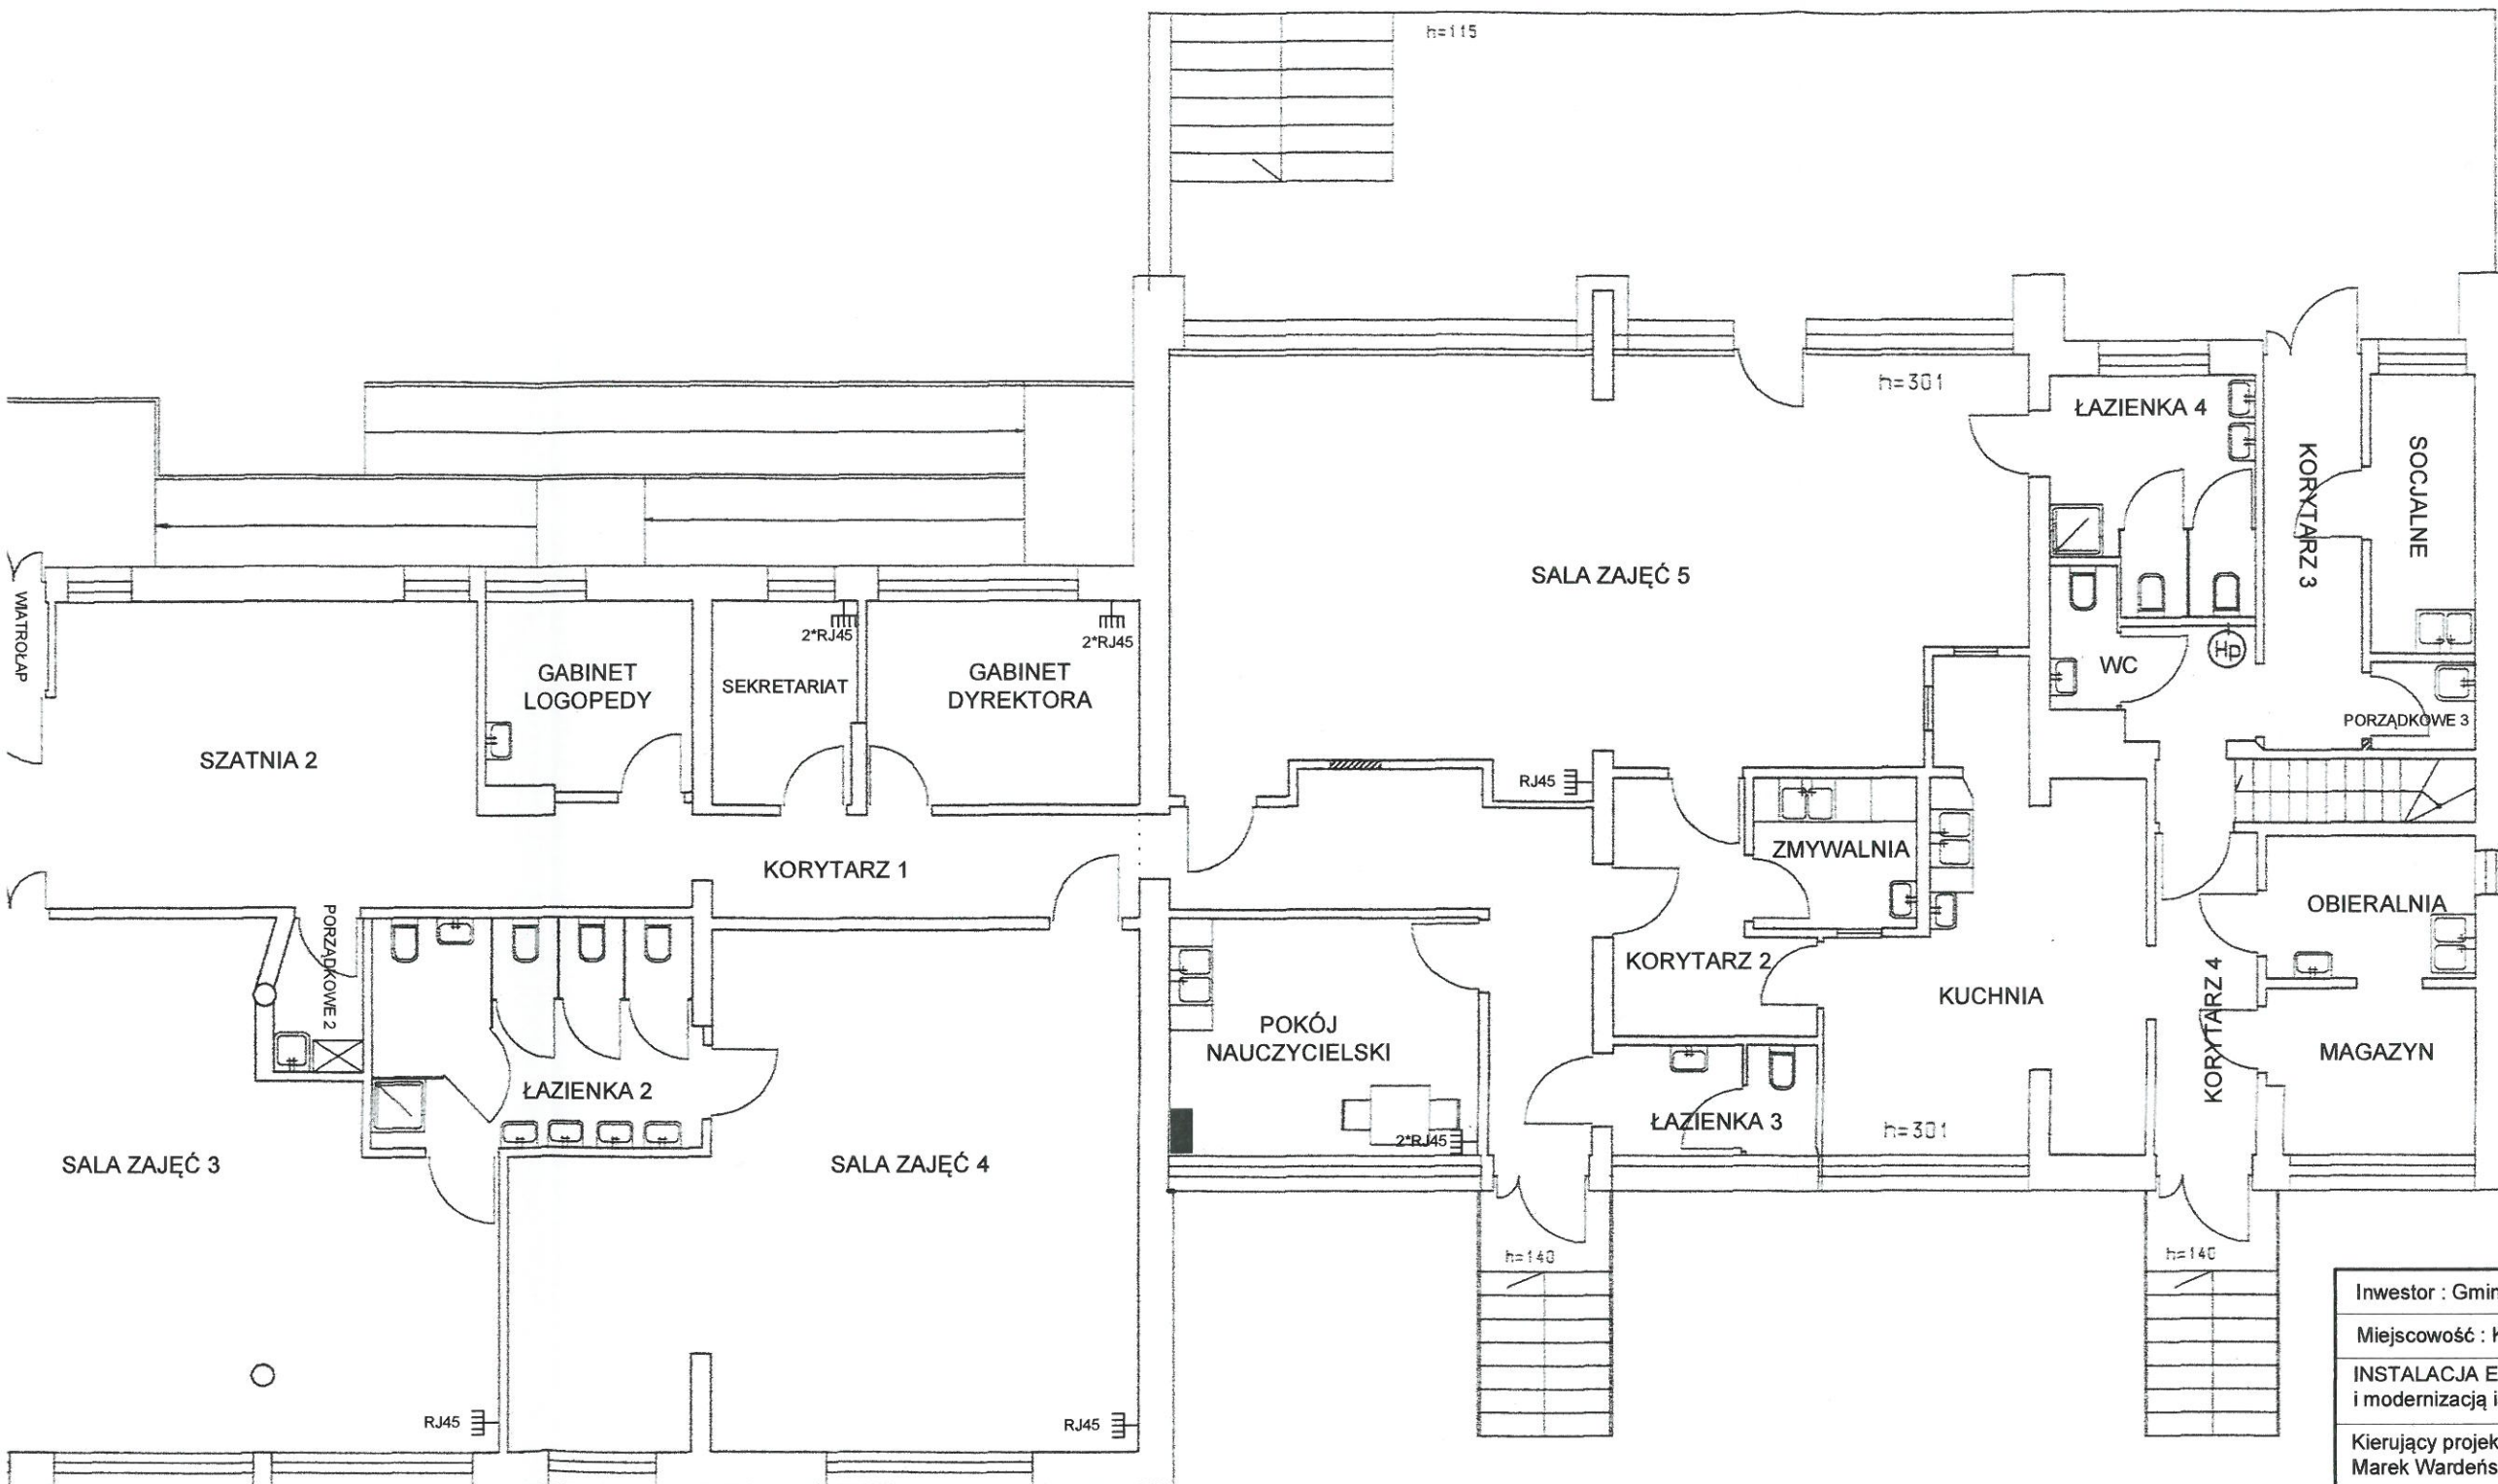 h=115
h=301
ŁAZIENKA 4
KORYTARZ 3
SOCJALNE
SALA ZAJĘĆ 5
WIATROŁAP
2*RJ45
2*RJ45
GABINET
LOGOPEDY
SEKRETARIAT
GABINET
DYREKTORA
WC
Hp
PORZĄDKOWE 3
SZATNIA 2
RJ45
KORYTARZ 1
ZMYWALNIA
OBIERALNIA
PORZĄDKOWE 2
KORYTARZ 2
KUCHNIA
KORYTARZ 4
POKÓJ
NAUCZYCIELSKI
MAGAZYN
ŁAZIENKA 2
ŁAZIENKA 3
2*RJ45
h=301
SALA ZAJĘĆ 3
SALA ZAJĘĆ 4
h=140
h=140
RJ45
RJ45
Inwestor : Gmin
Miejscowość : K
INSTALACJA E
i modernizacją i
Kierujący projek
Marek Wardeńs